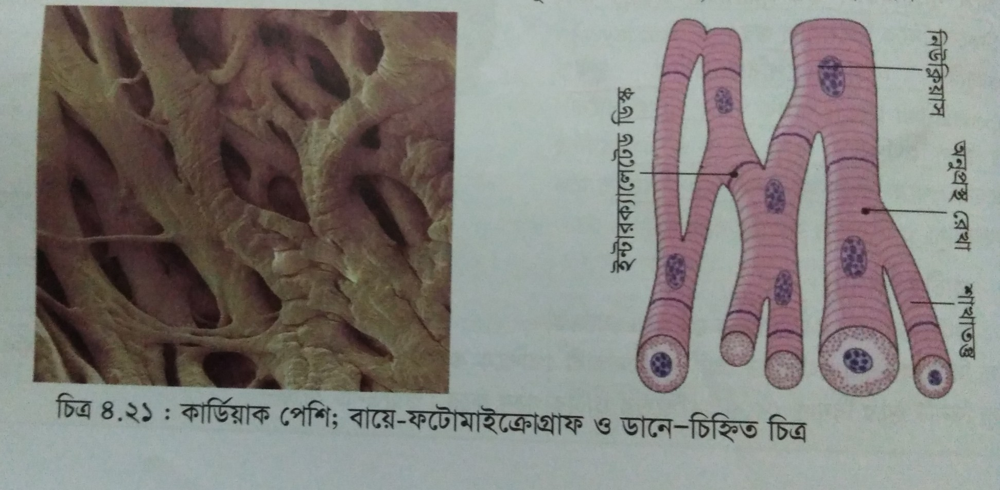 নিউক্লিয়াস
অনুপ্রস্থ রেখা
শাখাতন্তু
ইন্টারক্যালেটেড ডিস্ক
চিত্র ৪.২১ : কার্ডিয়াক পেশি; বায়ে-ফটোমাইক্রোগ্রাফ ও ডানে-চিহ্নিত চিত্র